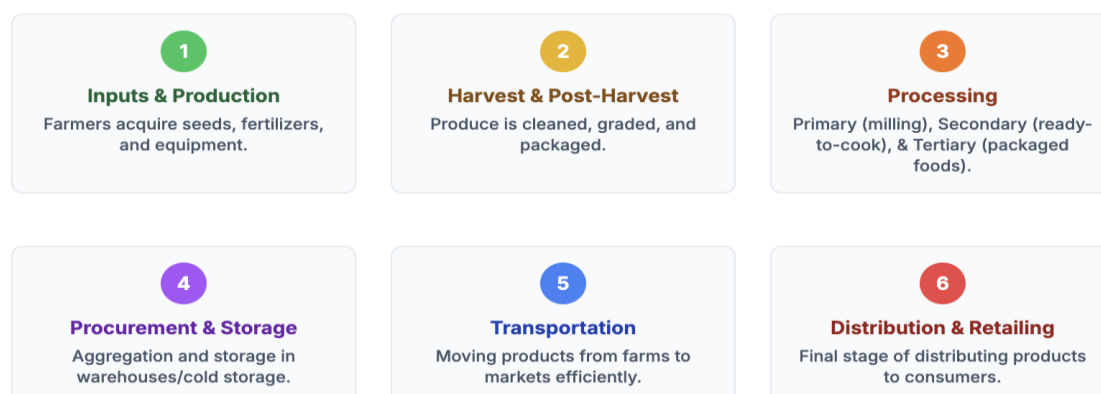 1
Inputs & Production
Farmers acquire seeds, fertilizers,
and equipment.
2
Harvest & Post-Harvest
Produce is cleaned, graded, and
packaged.
3
Processing
Primary (milling), Secondary (ready-
to-cook), & Tertiary (packaged
foods).
4
Procurement & Storage
Aggregation and storage in
warehouses/cold storage.
5
Transportation
Moving products from farms to
markets efficiently.
6
Distribution & Retailing
Final stage of distributing products
to consumers.